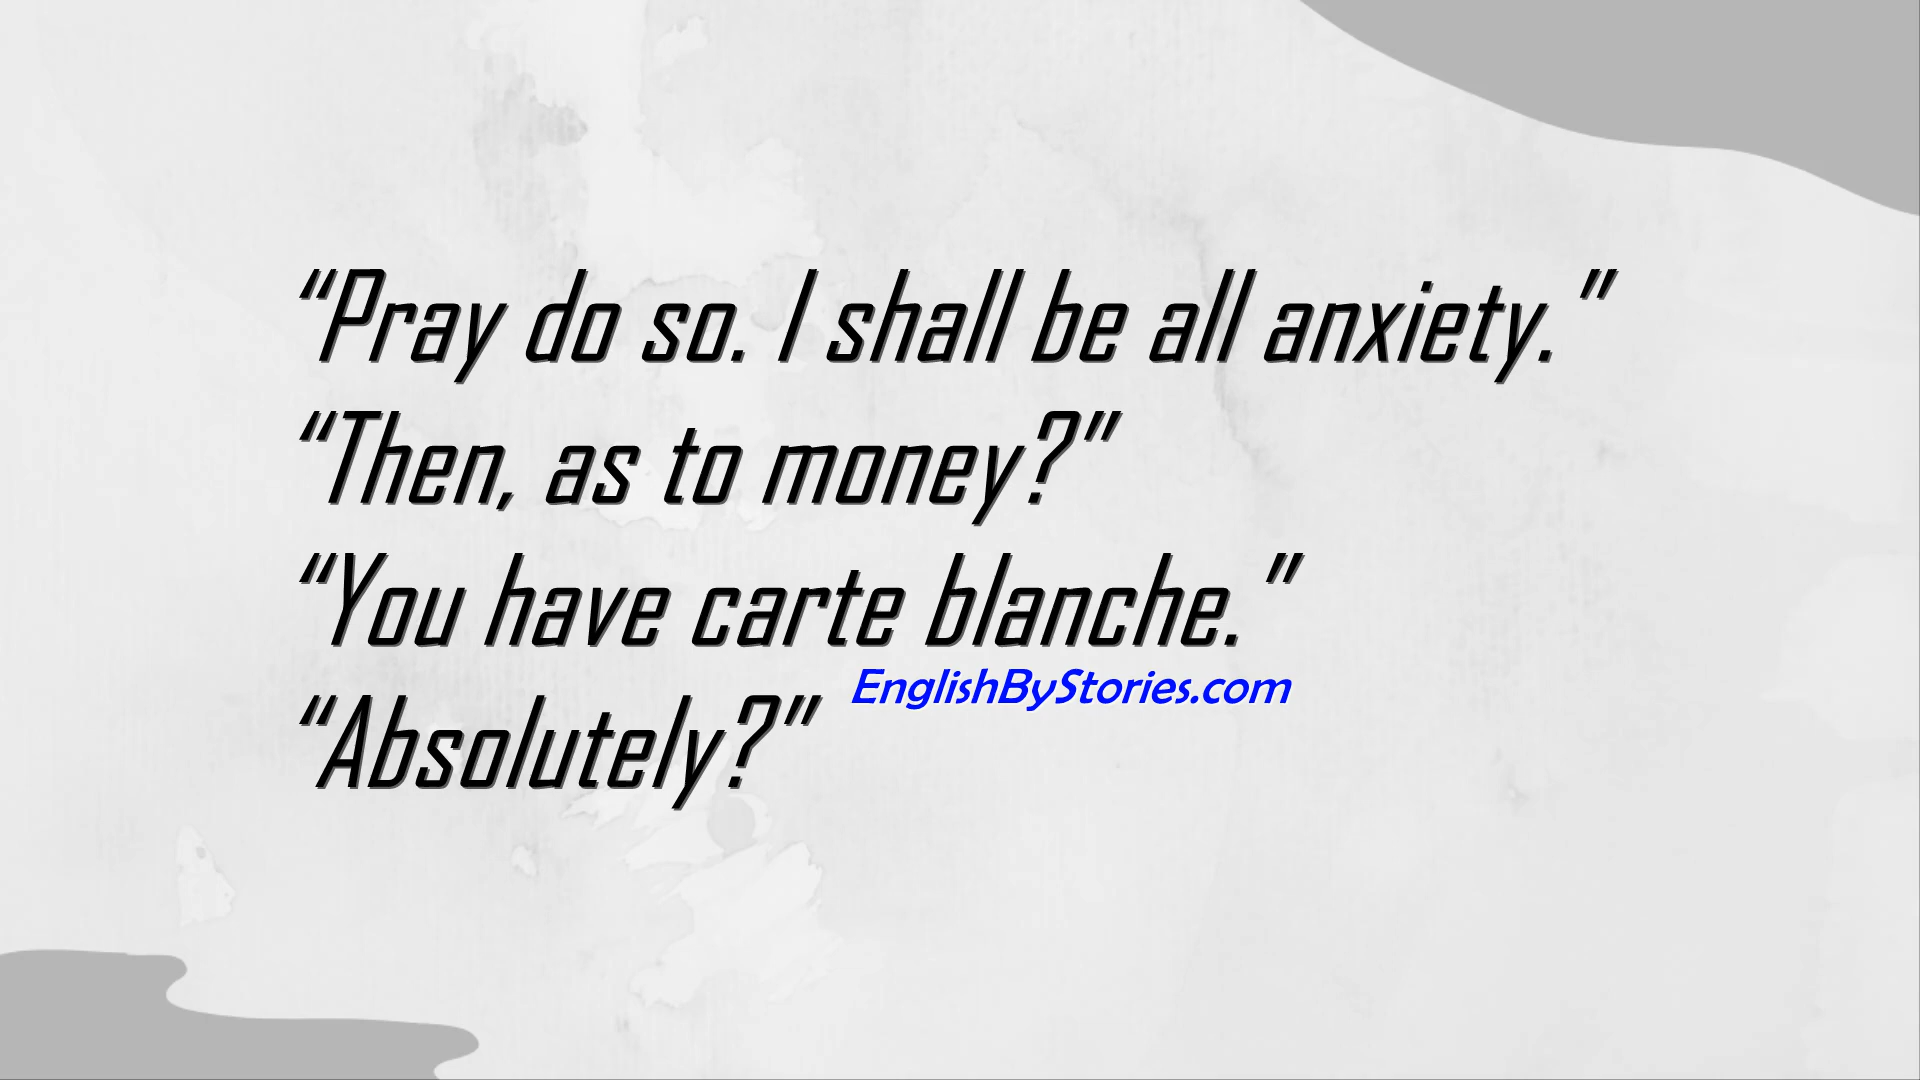 “Pray do so. I shall be all anxiety.”
“Then, as to money?”
“You have carte blanche.”
EnglishByStories.com
“Absolutely?”